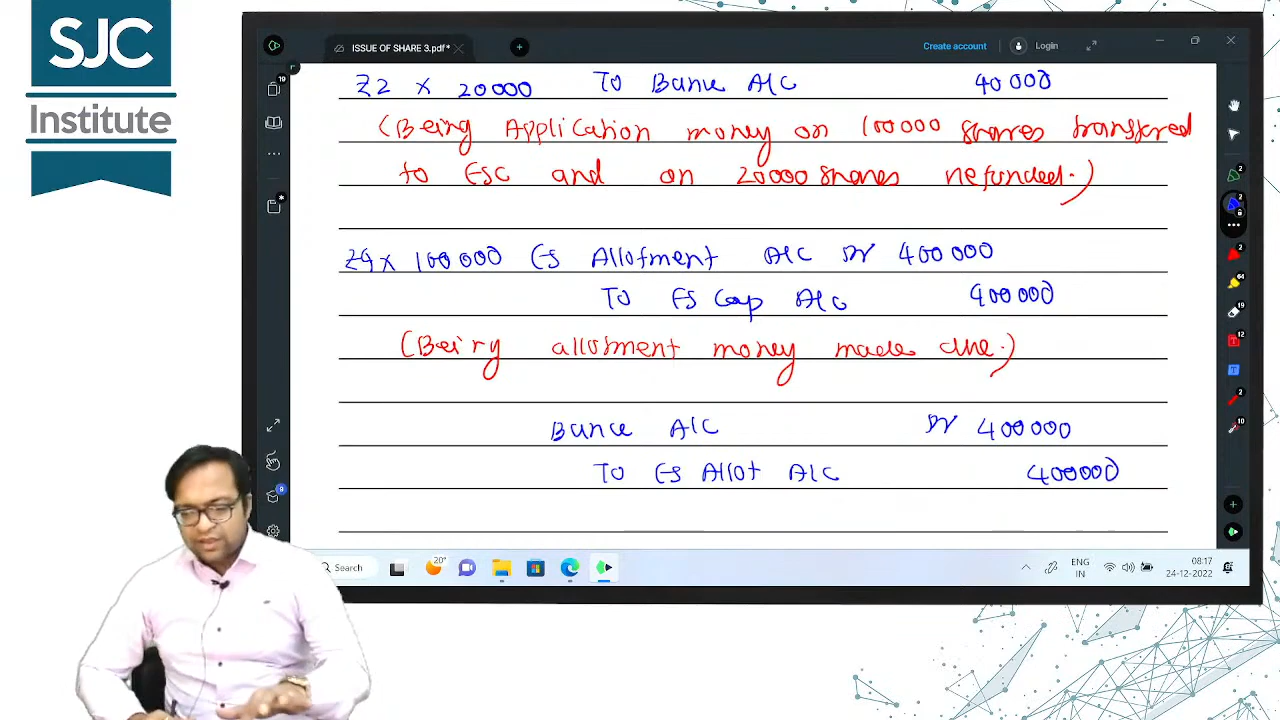 SJC
Institute
ISSUE OF SHARE 3.pdf*
Create account
Login
₹2 x 20000 To Bank A/C 40000
(Being Application money on 100000 shares transfered
to ESC and on 20000 shares refunded.)
₹4 x 100000 ES Allotment A/C Dr 400000
To ES Cap A/C 400000
(Being allotment money made due.)
Bank A/C Dr 400000
To ES Allot A/C 400000
Search
20°
ENG
IN
08:17
24-12-2022